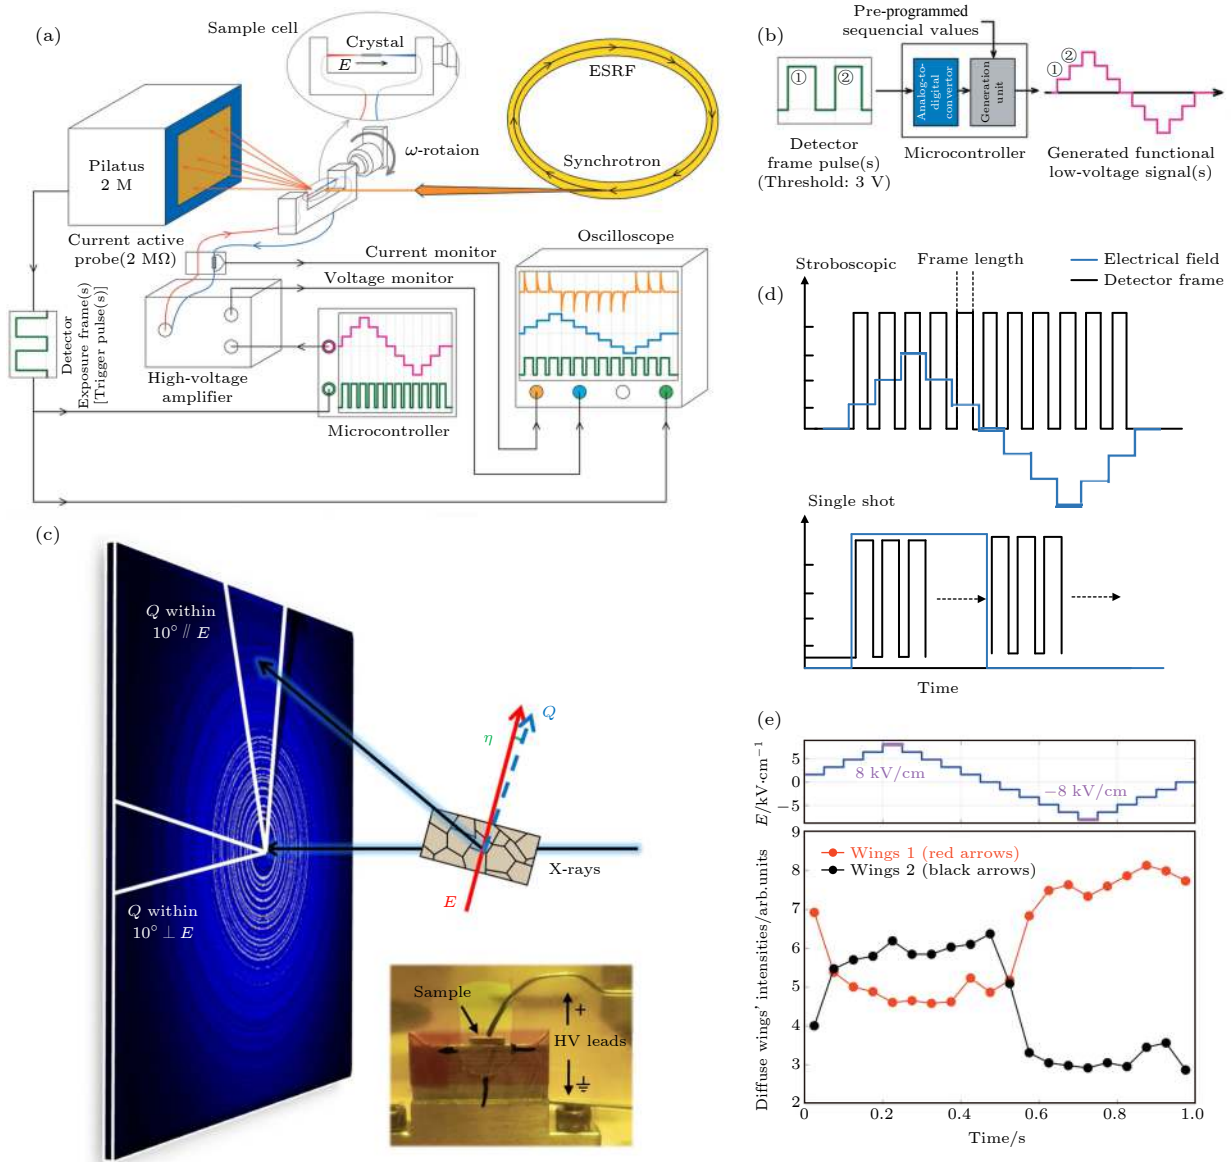 (a)
Sample cell
Crystal
E
ESRF
Synchrotron
ω-rotaion
Pilatus
2 M
Current active
probe(2 MΩ)
Current monitor
Voltage monitor
Oscilloscope
Detector
Exposure frame(s)
[Trigger pulse(s)]
High-voltage
amplifier
Microcontroller
(b)
Pre-programmed
sequencial values
① ②
Analog-to-
digital
convertor
Generation
unit
① ②
Detector
frame pulse(s)
(Threshold: 3 V)
Microcontroller
Generated functional
low-voltage signal(s)
(c)
Q within
10° // E
Q within
10° ⊥ E
η
Q
E
X-rays
Sample
+
HV leads
(d)
Stroboscopic
Frame length
Electrical field
Detector frame
Single shot
Time
(e)
E/kV·cm⁻¹
5
0
−5
8 kV/cm
−8 kV/cm
Diffuse wings' intensities/arb.units
9
8
7
6
5
4
3
2
Wings 1 (red arrows)
Wings 2 (black arrows)
0 0.2 0.4 0.6 0.8 1.0
Time/s